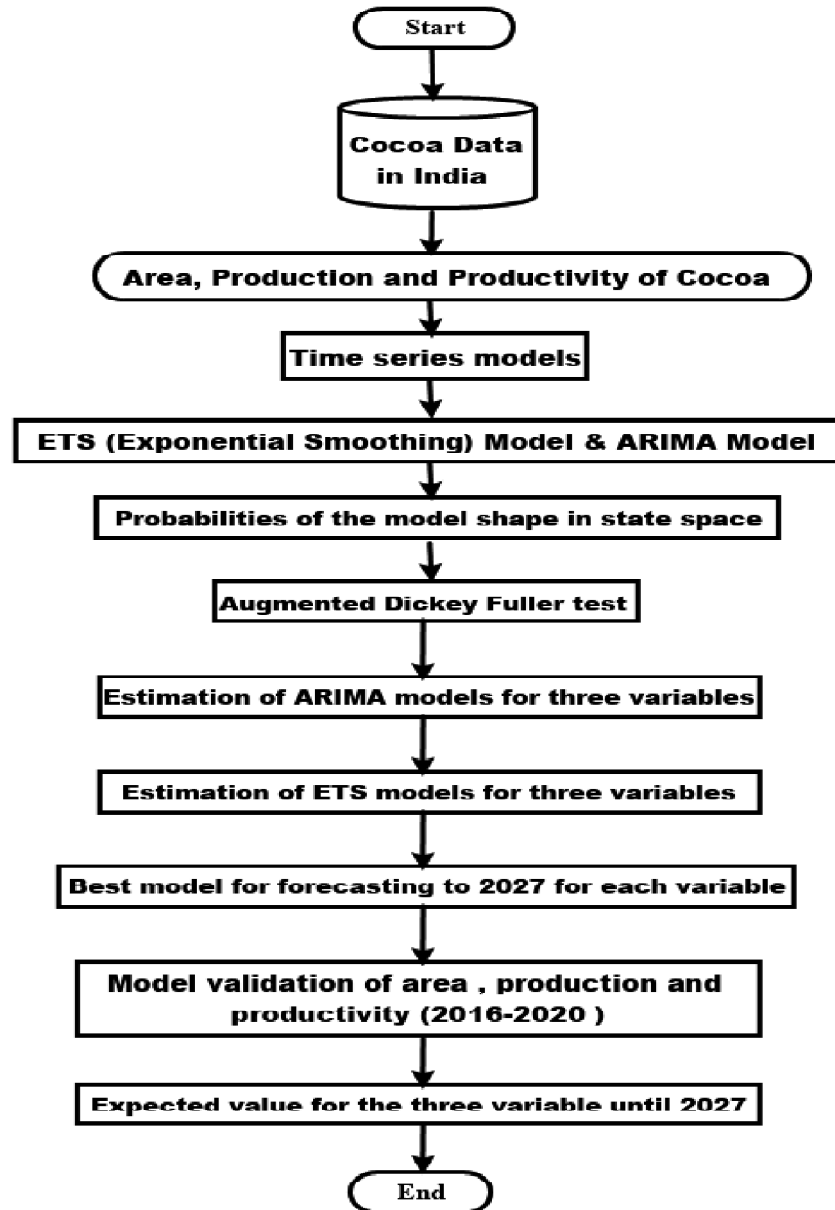 Start
Cocoa Data
in India
Area, Production and Productivity of Cocoa
Time series models
ETS (Exponential Smoothing) Model & ARIMA Model
Probabilities of the model shape in state space
Augmented Dickey Fuller test
Estimation of ARIMA models for three variables
Estimation of ETS models for three variables
Best model for forecasting to 2027 for each variable
Model validation of area , production and
productivity (2016-2020 )
Expected value for the three variable until 2027
End